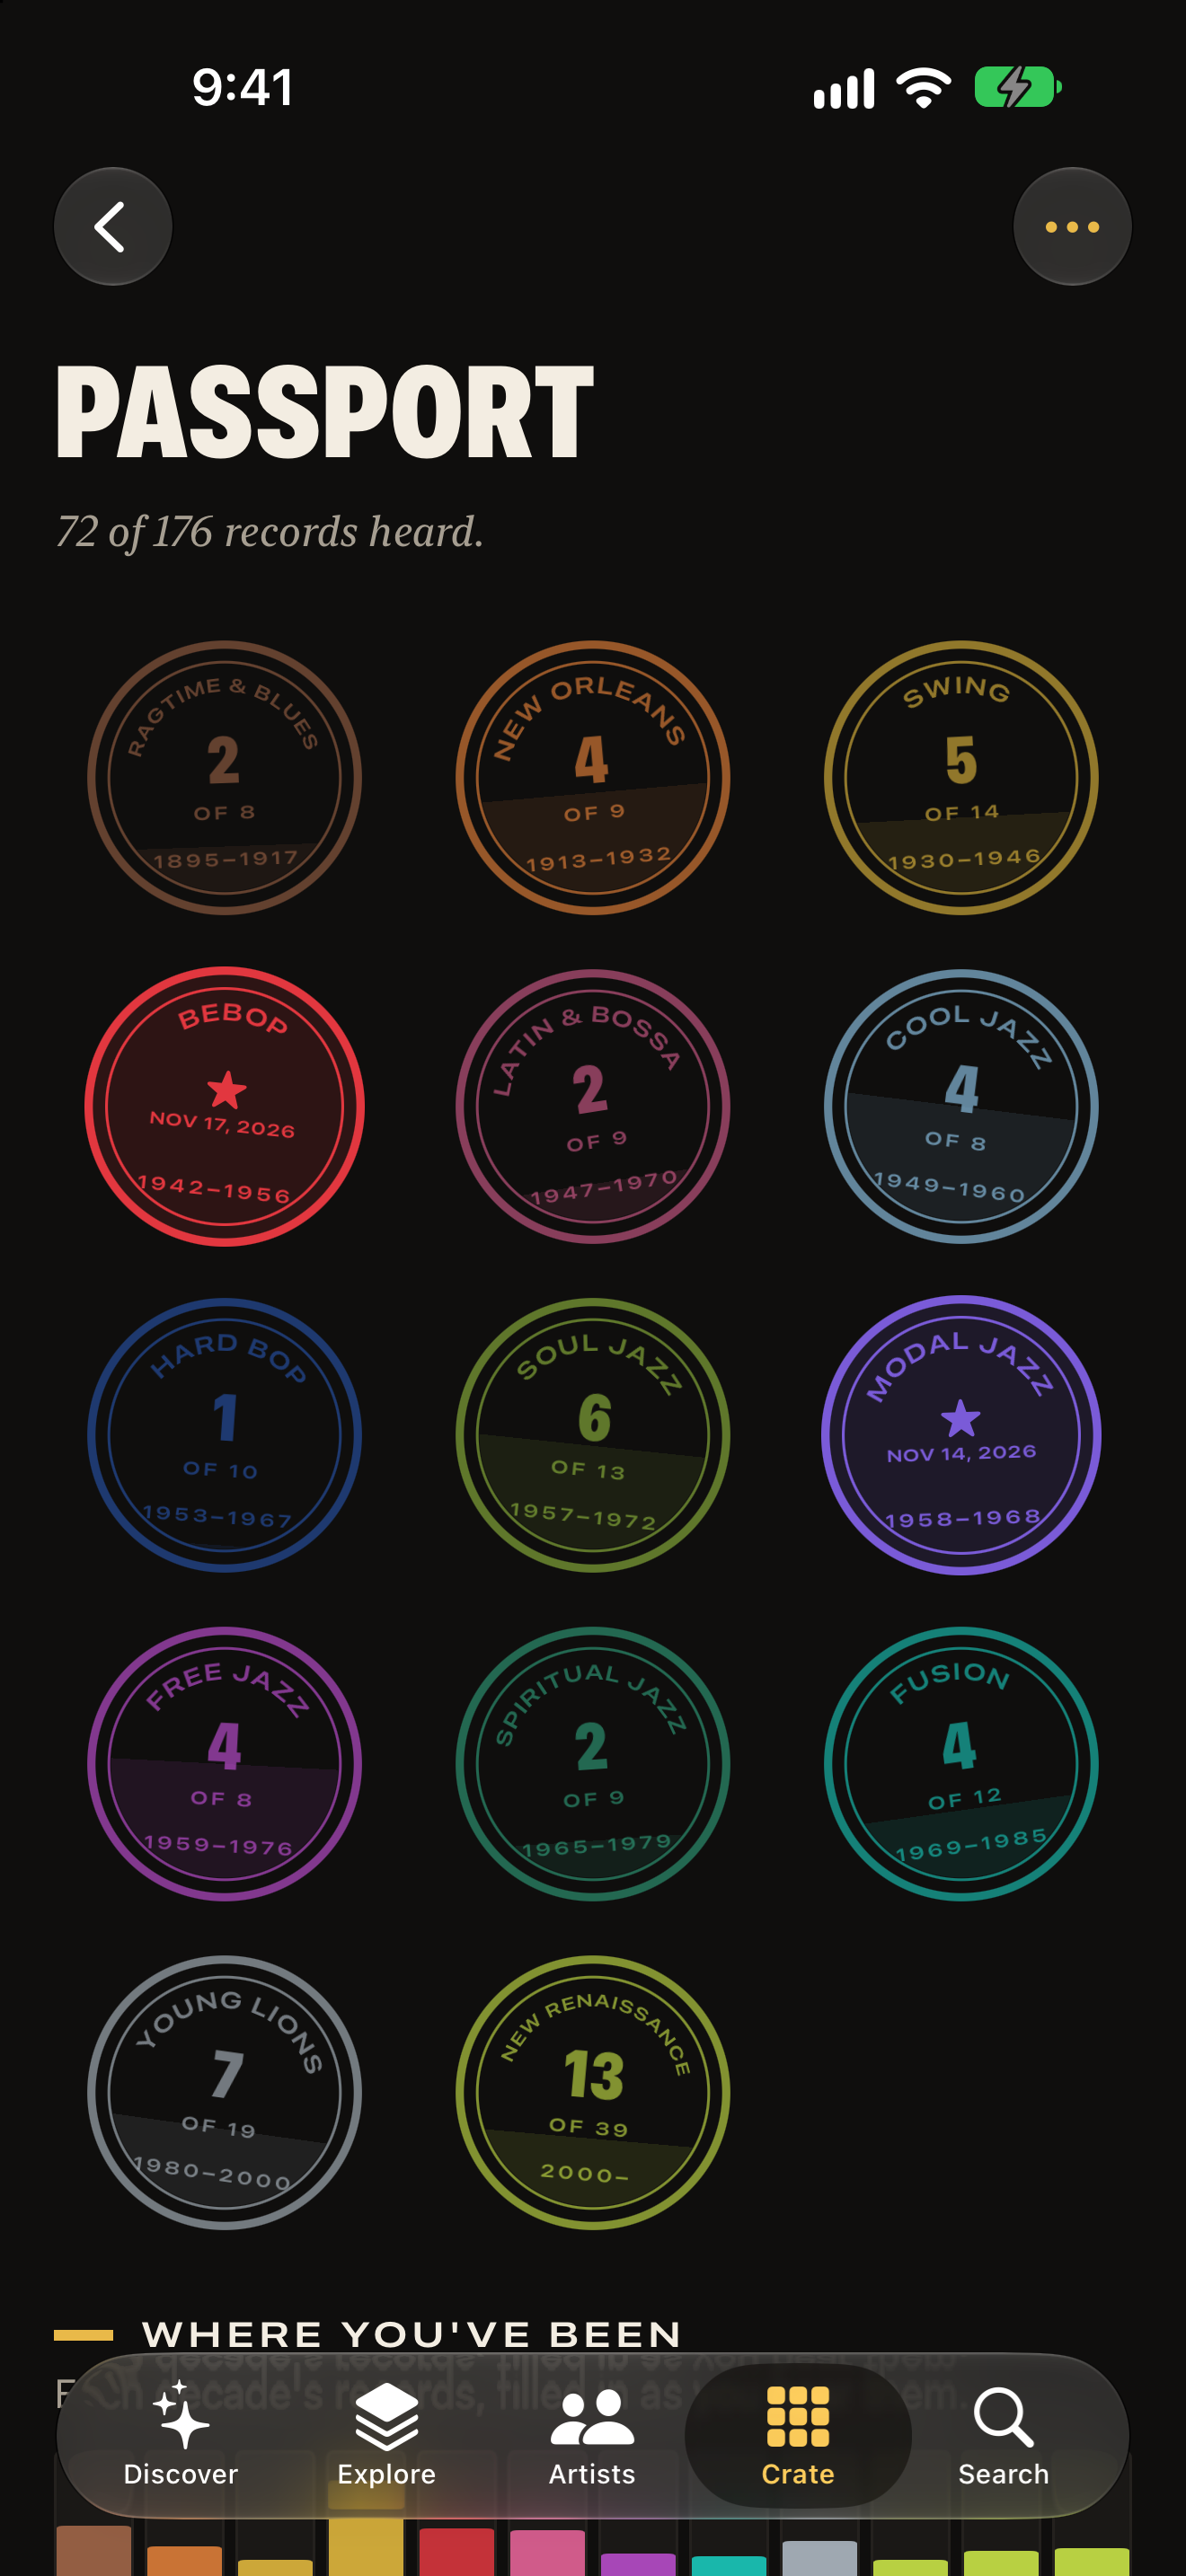 9:41
PASSPORT
72 of 176 records heard.
RAGTIME & BLUES
2
OF 8
1895–1917
NEW ORLEANS
4
OF 9
1913–1932
SWING
5
OF 14
1930–1946
BEBOP
NOV 17, 2026
1942–1956
LATIN & BOSSA
2
OF 9
1947–1970
COOL JAZZ
4
OF 8
1949–1960
HARD BOP
1
OF 10
1953–1967
SOUL JAZZ
6
OF 13
1957–1972
MODAL JAZZ
NOV 14, 2026
1958–1968
FREE JAZZ
4
OF 8
1959–1976
SPIRITUAL JAZZ
2
OF 9
1965–1979
FUSION
4
OF 12
1969–1985
YOUNG LIONS
7
OF 19
1980–2000
NEW RENAISSANCE
13
OF 39
2000–
WHERE YOU'VE BEEN
decade's records, filled in as
Discover
Explore
Artists
Crate
Search